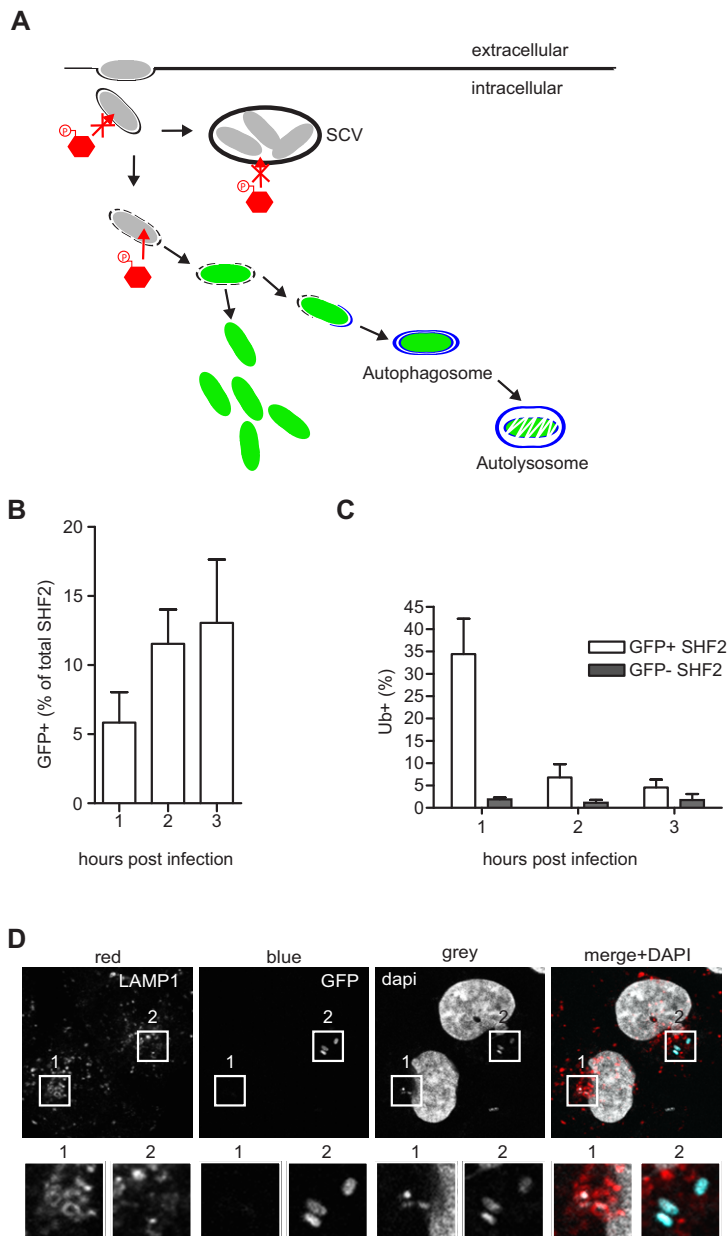 A
extracellular
intracellular
P
SCV
P
P
Autophagosome
Autolysosome
B
GFP+ (% of total SHF2)
20
15
10
5
0
1 2 3
hours post infection
C
Ub+ (%)
45
40
35
30
25
20
15
10
5
0
GFP+ SHF2
GFP- SHF2
1 2 3
hours post infection
D
red blue grey merge+DAPI
LAMP1 GFP dapi
2 2 2 2
1 1 1 1
1 2 1 2 1 2 1 2